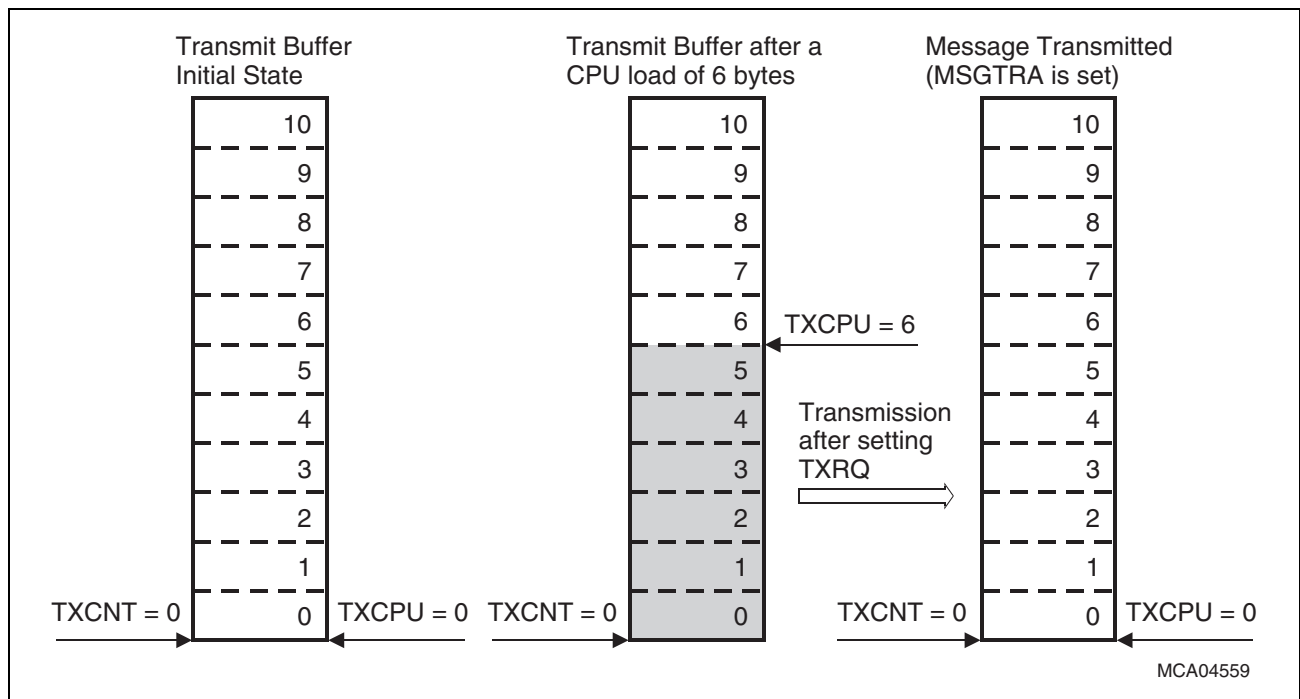 Transmit Buffer
Initial State
10
9
8
7
6
5
4
3
2
1
0
TXCNT = 0
TXCPU = 0
Transmit Buffer after a
CPU load of 6 bytes
10
9
8
7
6
5
4
3
2
1
0
TXCPU = 6
TXCNT = 0
Transmission
after setting
TXRQ
Message Transmitted
(MSGTRA is set)
10
9
8
7
6
5
4
3
2
1
0
TXCNT = 0
TXCPU = 0
MCA04559